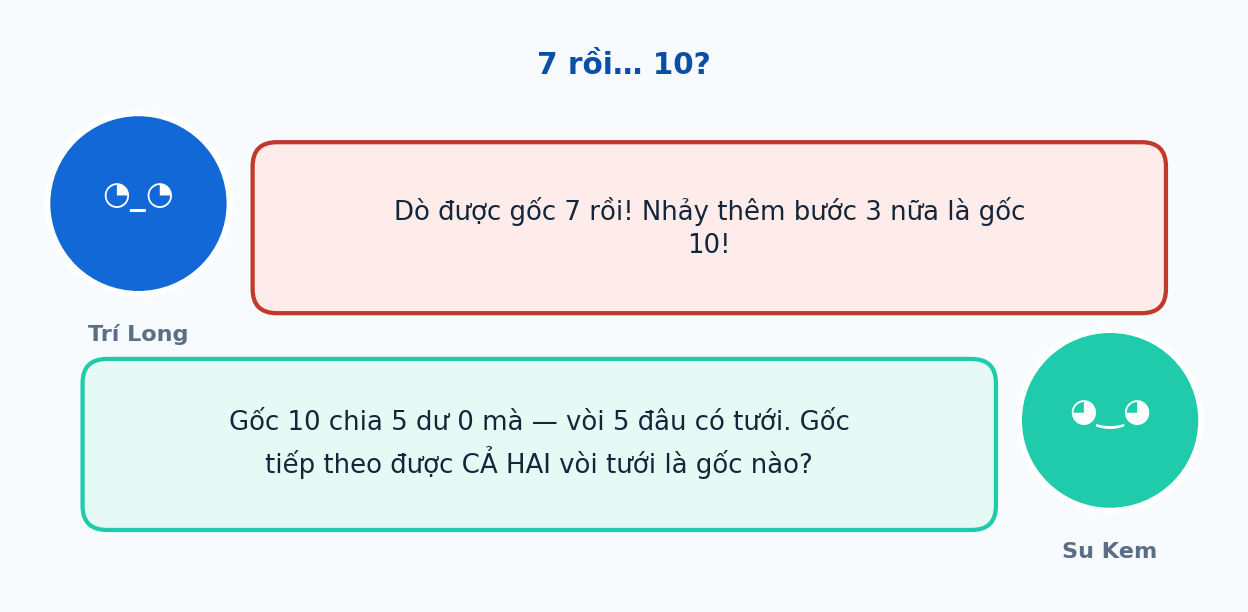 7 rồi… 10?
◔_◔
Dò được gốc 7 rồi! Nhảy thêm bước 3 nữa là gốc
10!
Trí Long
Gốc 10 chia 5 dư 0 mà — vòi 5 đâu có tưới. Gốc
tiếp theo được CẢ HAI vòi tưới là gốc nào?
◕‿◕
Su Kem